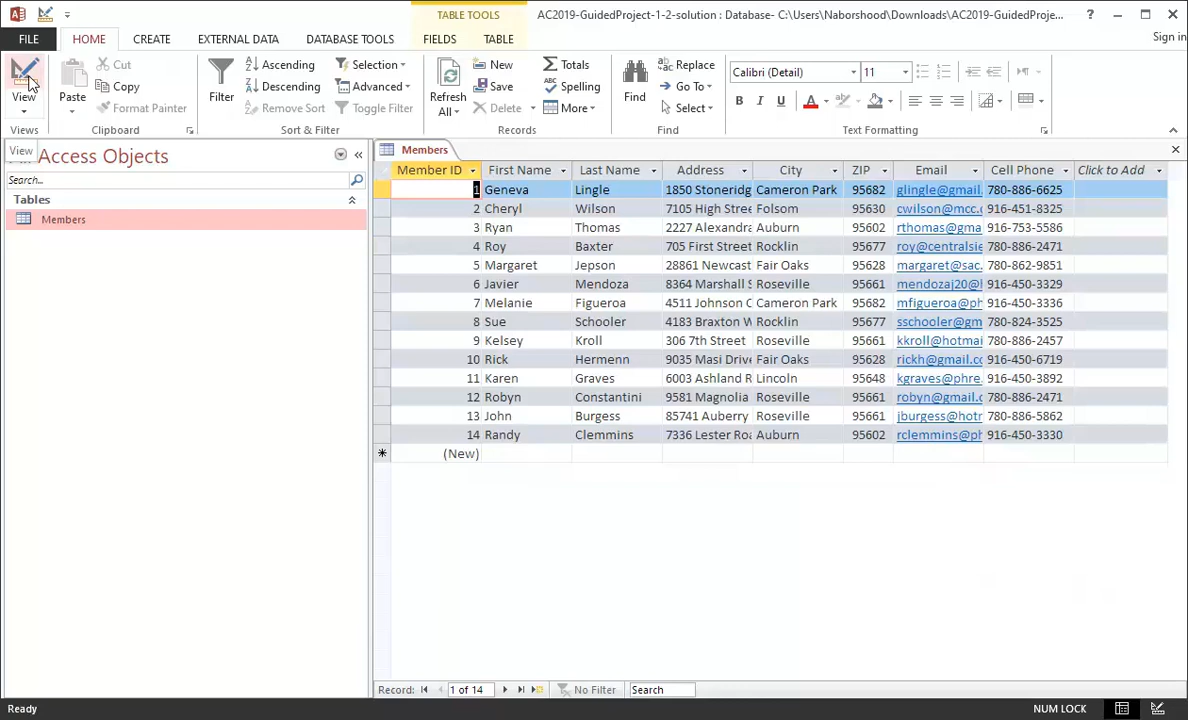 TABLE TOOLS
AC2019-GuidedProject-1-2-solution : Database- C:\Users\Naborshood\Downloads\AC2019-GuidedProje...
?
FILE HOME CREATE EXTERNAL DATA DATABASE TOOLS FIELDS TABLE Sign in
View Paste Cut Copy Format Painter
Filter Ascending Descending Remove Sort Selection Advanced Toggle Filter
Refresh All New Save Delete Totals Spelling More
Find Replace Go To Select
Calibri (Detail) 11
B I U A
Views Clipboard Sort & Filter Records Find Text Formatting
View
Access Objects
Search...
Tables
Members
Members
Member ID First Name Last Name Address City ZIP Email Cell Phone Click to Add
1 Geneva Lingle 1850 Stoneridg Cameron Park 95682 glingle@gmail. 780-886-6625
2 Cheryl Wilson 7105 High Stree Folsom 95630 cwilson@mcc.c 916-451-8325
3 Ryan Thomas 2227 Alexandra Auburn 95602 rthomas@gma 916-753-5586
4 Roy Baxter 705 First Street Rocklin 95677 roy@centralsie 780-886-2471
5 Margaret Jepson 28861 Newcast Fair Oaks 95628 margaret@sac. 780-862-9851
6 Javier Mendoza 8364 Marshall S Roseville 95661 mendozaj20@l 916-450-3329
7 Melanie Figueroa 4511 Johnson C Cameron Park 95682 mfigueroa@ph 916-450-3336
8 Sue Schooler 4183 Braxton W Rocklin 95677 sschooler@gm 780-824-3525
9 Kelsey Kroll 306 7th Street Roseville 95661 kkroll@hotmai 780-886-2457
10 Rick Hermenn 9035 Masi Drive Fair Oaks 95628 rickh@gmail.c 916-450-6719
11 Karen Graves 6003 Ashland R Lincoln 95648 kgraves@phre. 916-450-3892
12 Robyn Constantini 9581 Magnolia Roseville 95661 robyn@gmail.c 780-886-2471
13 John Burgess 85741 Auberry Roseville 95661 jburgess@hotr 780-886-5862
14 Randy Clemmins 7336 Lester Roa Auburn 95602 rclemmins@ph 916-450-3330
(New)
Record: 1 of 14 No Filter Search
Ready NUM LOCK